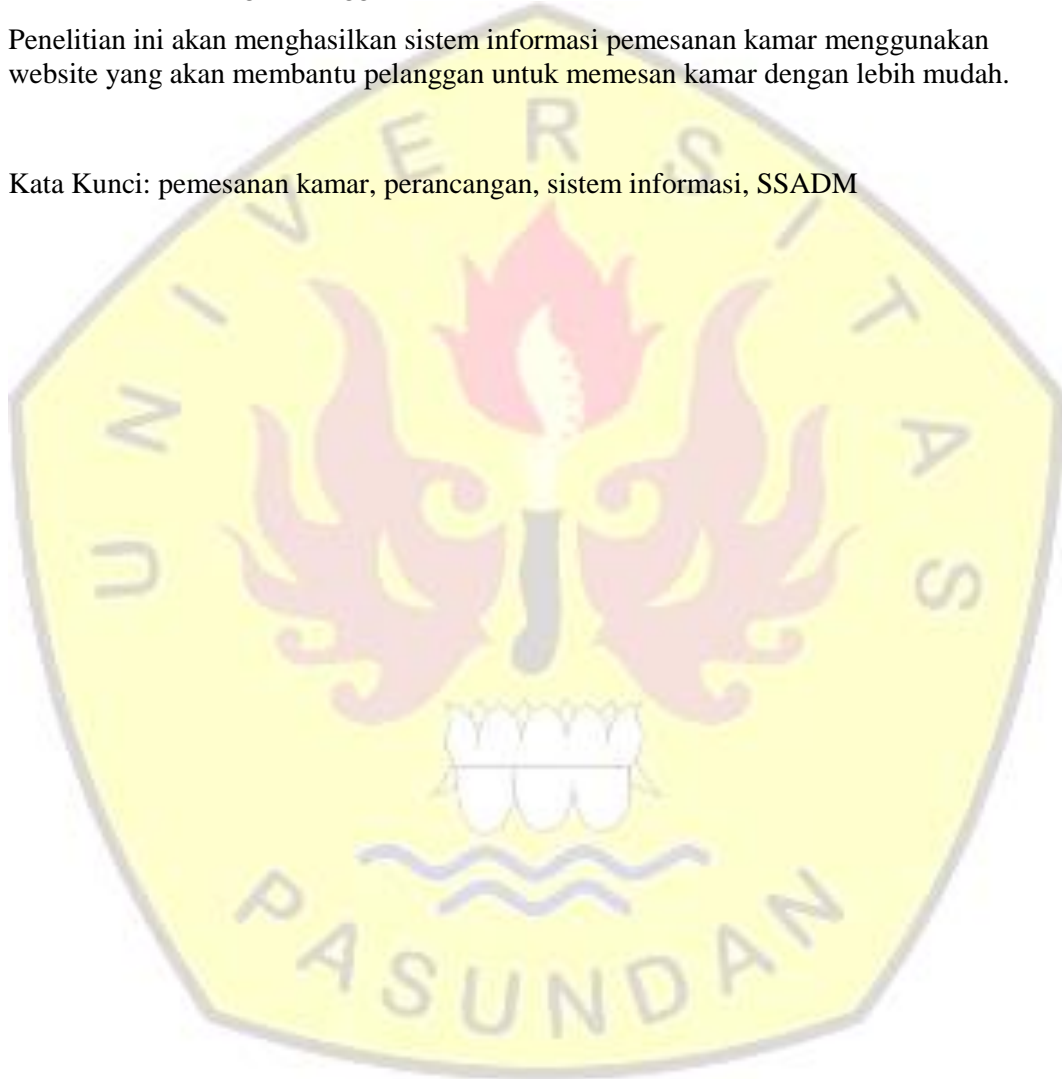 Penelitian ini akan menghasilkan sistem informasi pemesanan kamar menggunakan
website yang akan membantu pelanggan untuk memesan kamar dengan lebih mudah.
Kata Kunci: pemesanan kamar, perancangan, sistem informasi, SSADM
UNIVERSITAS
PASUNDAN